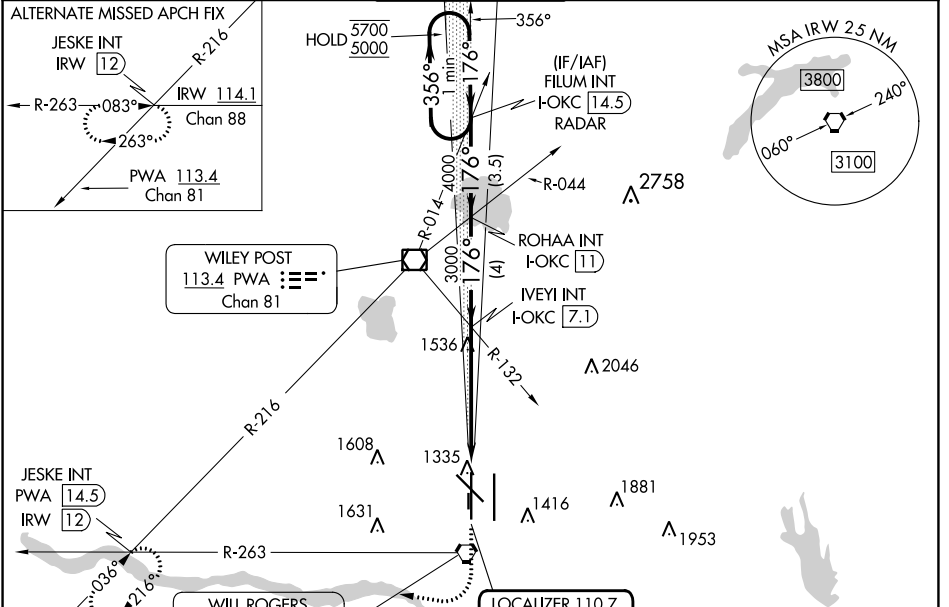 ALTERNATE MISSED APCH FIX
JESKE INT
IRW 12
R-216
R-263
083°
IRW 114.1
Chan 88
263°
PWA 113.4
Chan 81
HOLD 5700
5000
356°
1 min
176°
356°
(IF/IAF)
FILUM INT
I-OKC 14.5
RADAR
MSA IRW 25 NM
3800
240°
060°
3100
R-014
4000
176°
(3.5)
R-044
2758
ROHAA INT
I-OKC 11
WILEY POST
113.4 PWA
Chan 81
3000
176°
(4)
IVEYI INT
I-OKC 7.1
1536
R-132
2046
R-216
1608
1335
JESKE INT
PWA 14.5
IRW 12
1631
1416
1881
1953
R-263
036°
216°
WILL ROGERS
LOCALIZER 110.7